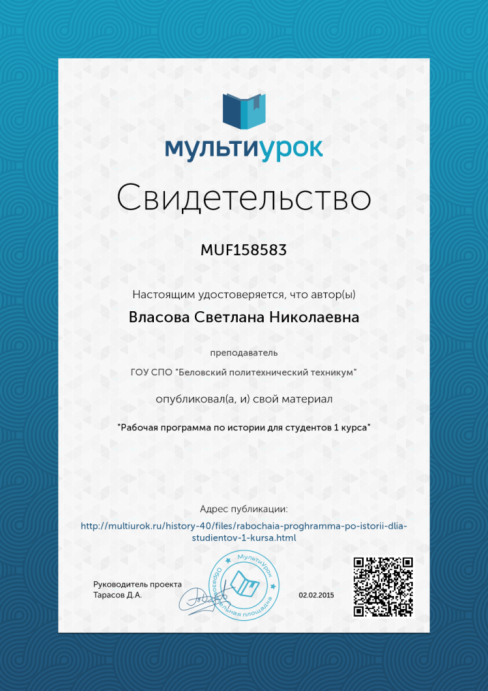 мультиурок
Свидетельство
MUF158583
Настоящим удостоверяется, что автор(ы)
Власова Светлана Николаевна
преподаватель
ГОУ СПО "Беловский политехнический техникум"
опубликовал(а, и) свой материал
"Рабочая программа по истории для студентов 1 курса"
Адрес публикации:
http://multiurok.ru/history-40/files/rabochaia-proghramma-po-istorii-dlia-
studientov-1-kursa.html
Мультиурок
Руководитель проекта
Тарасов Д.А.
02.02.2015